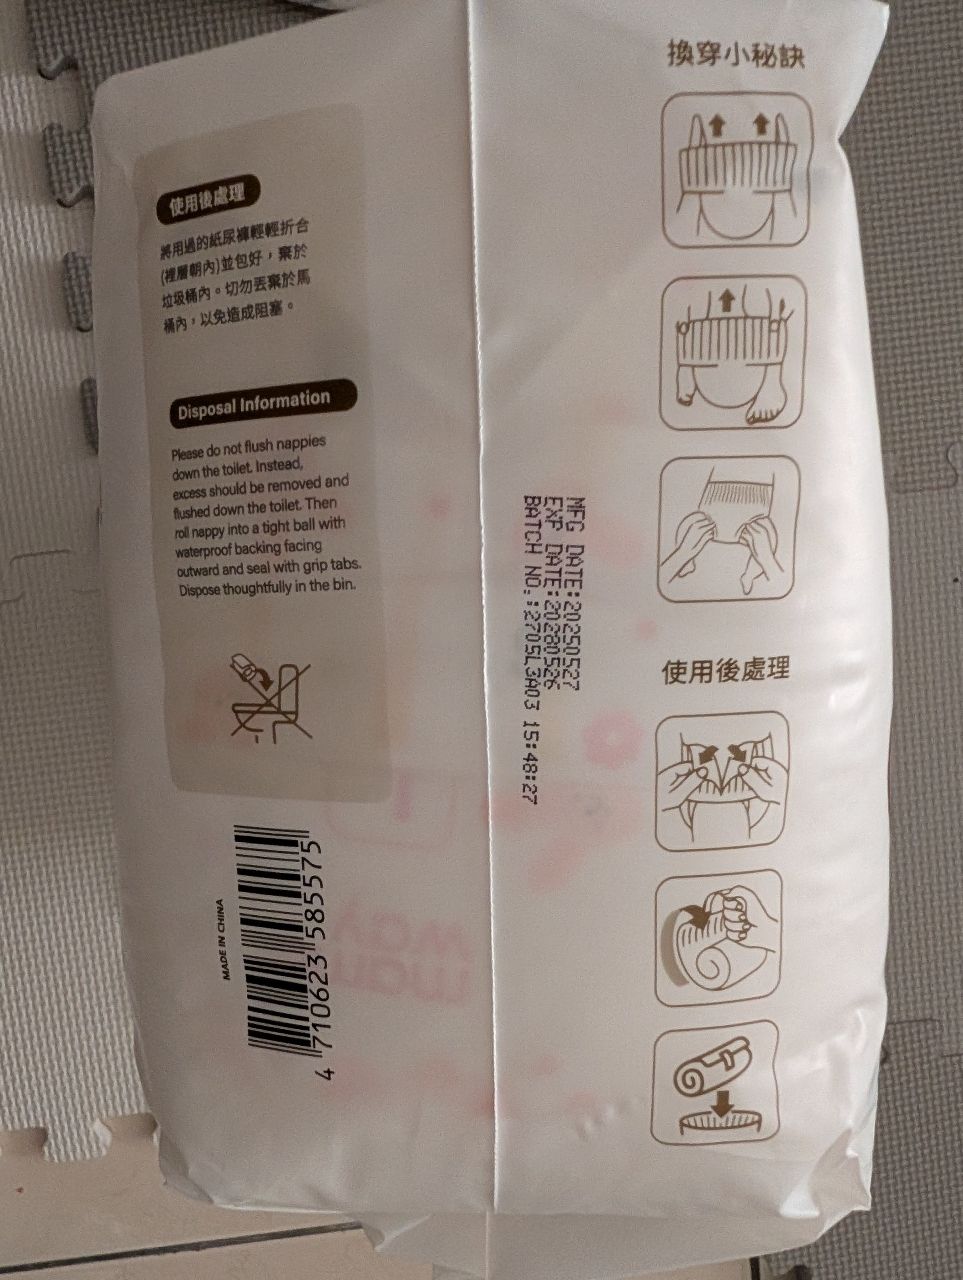 換穿小秘訣
使用後處理
使用後處理
將用過的紙尿褲輕輕折合
(裡層朝內)並包好，棄於
垃圾桶內。切勿丟棄於馬
桶內，以免造成阻塞。
Disposal Information
Please do not flush nappies
down the toilet. Instead,
excess should be removed and
flushed down the toilet. Then
roll nappy into a tight ball with
waterproof backing facing
outward and seal with grip tabs.
Dispose thoughtfully in the bin.
MFG DATE:20250527
EXP DATE:20280526
BATCH NO.:2705L3A03 15:48:27
MADE IN CHINA
4 710623 585575